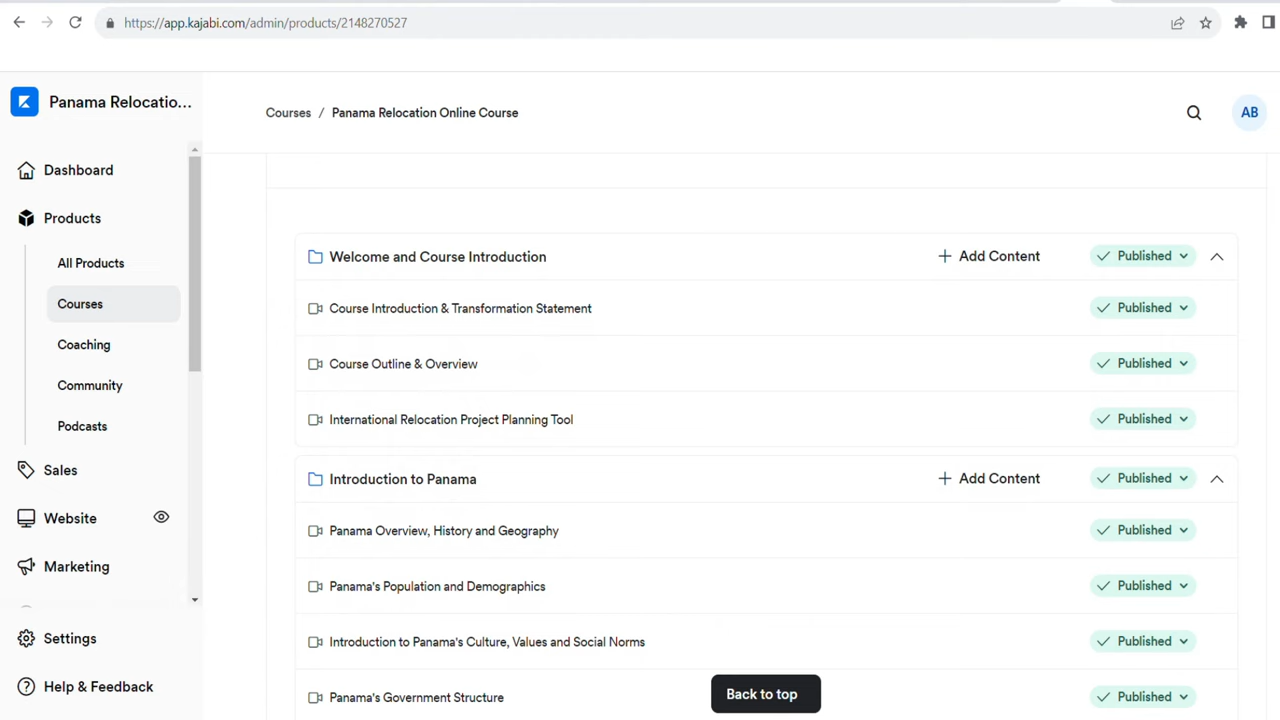 https://app.kajabi.com/admin/products/2148270527
Panama Relocatio...
Courses / Panama Relocation Online Course
AB
Dashboard
Products
All Products
Courses
Coaching
Community
Podcasts
Sales
Website
Marketing
Settings
Help & Feedback
Welcome and Course Introduction
Add Content
Published
Course Introduction & Transformation Statement
Published
Course Outline & Overview
Published
International Relocation Project Planning Tool
Published
Introduction to Panama
Add Content
Published
Panama Overview, History and Geography
Published
Panama's Population and Demographics
Published
Introduction to Panama's Culture, Values and Social Norms
Published
Panama's Government Structure
Published
Back to top